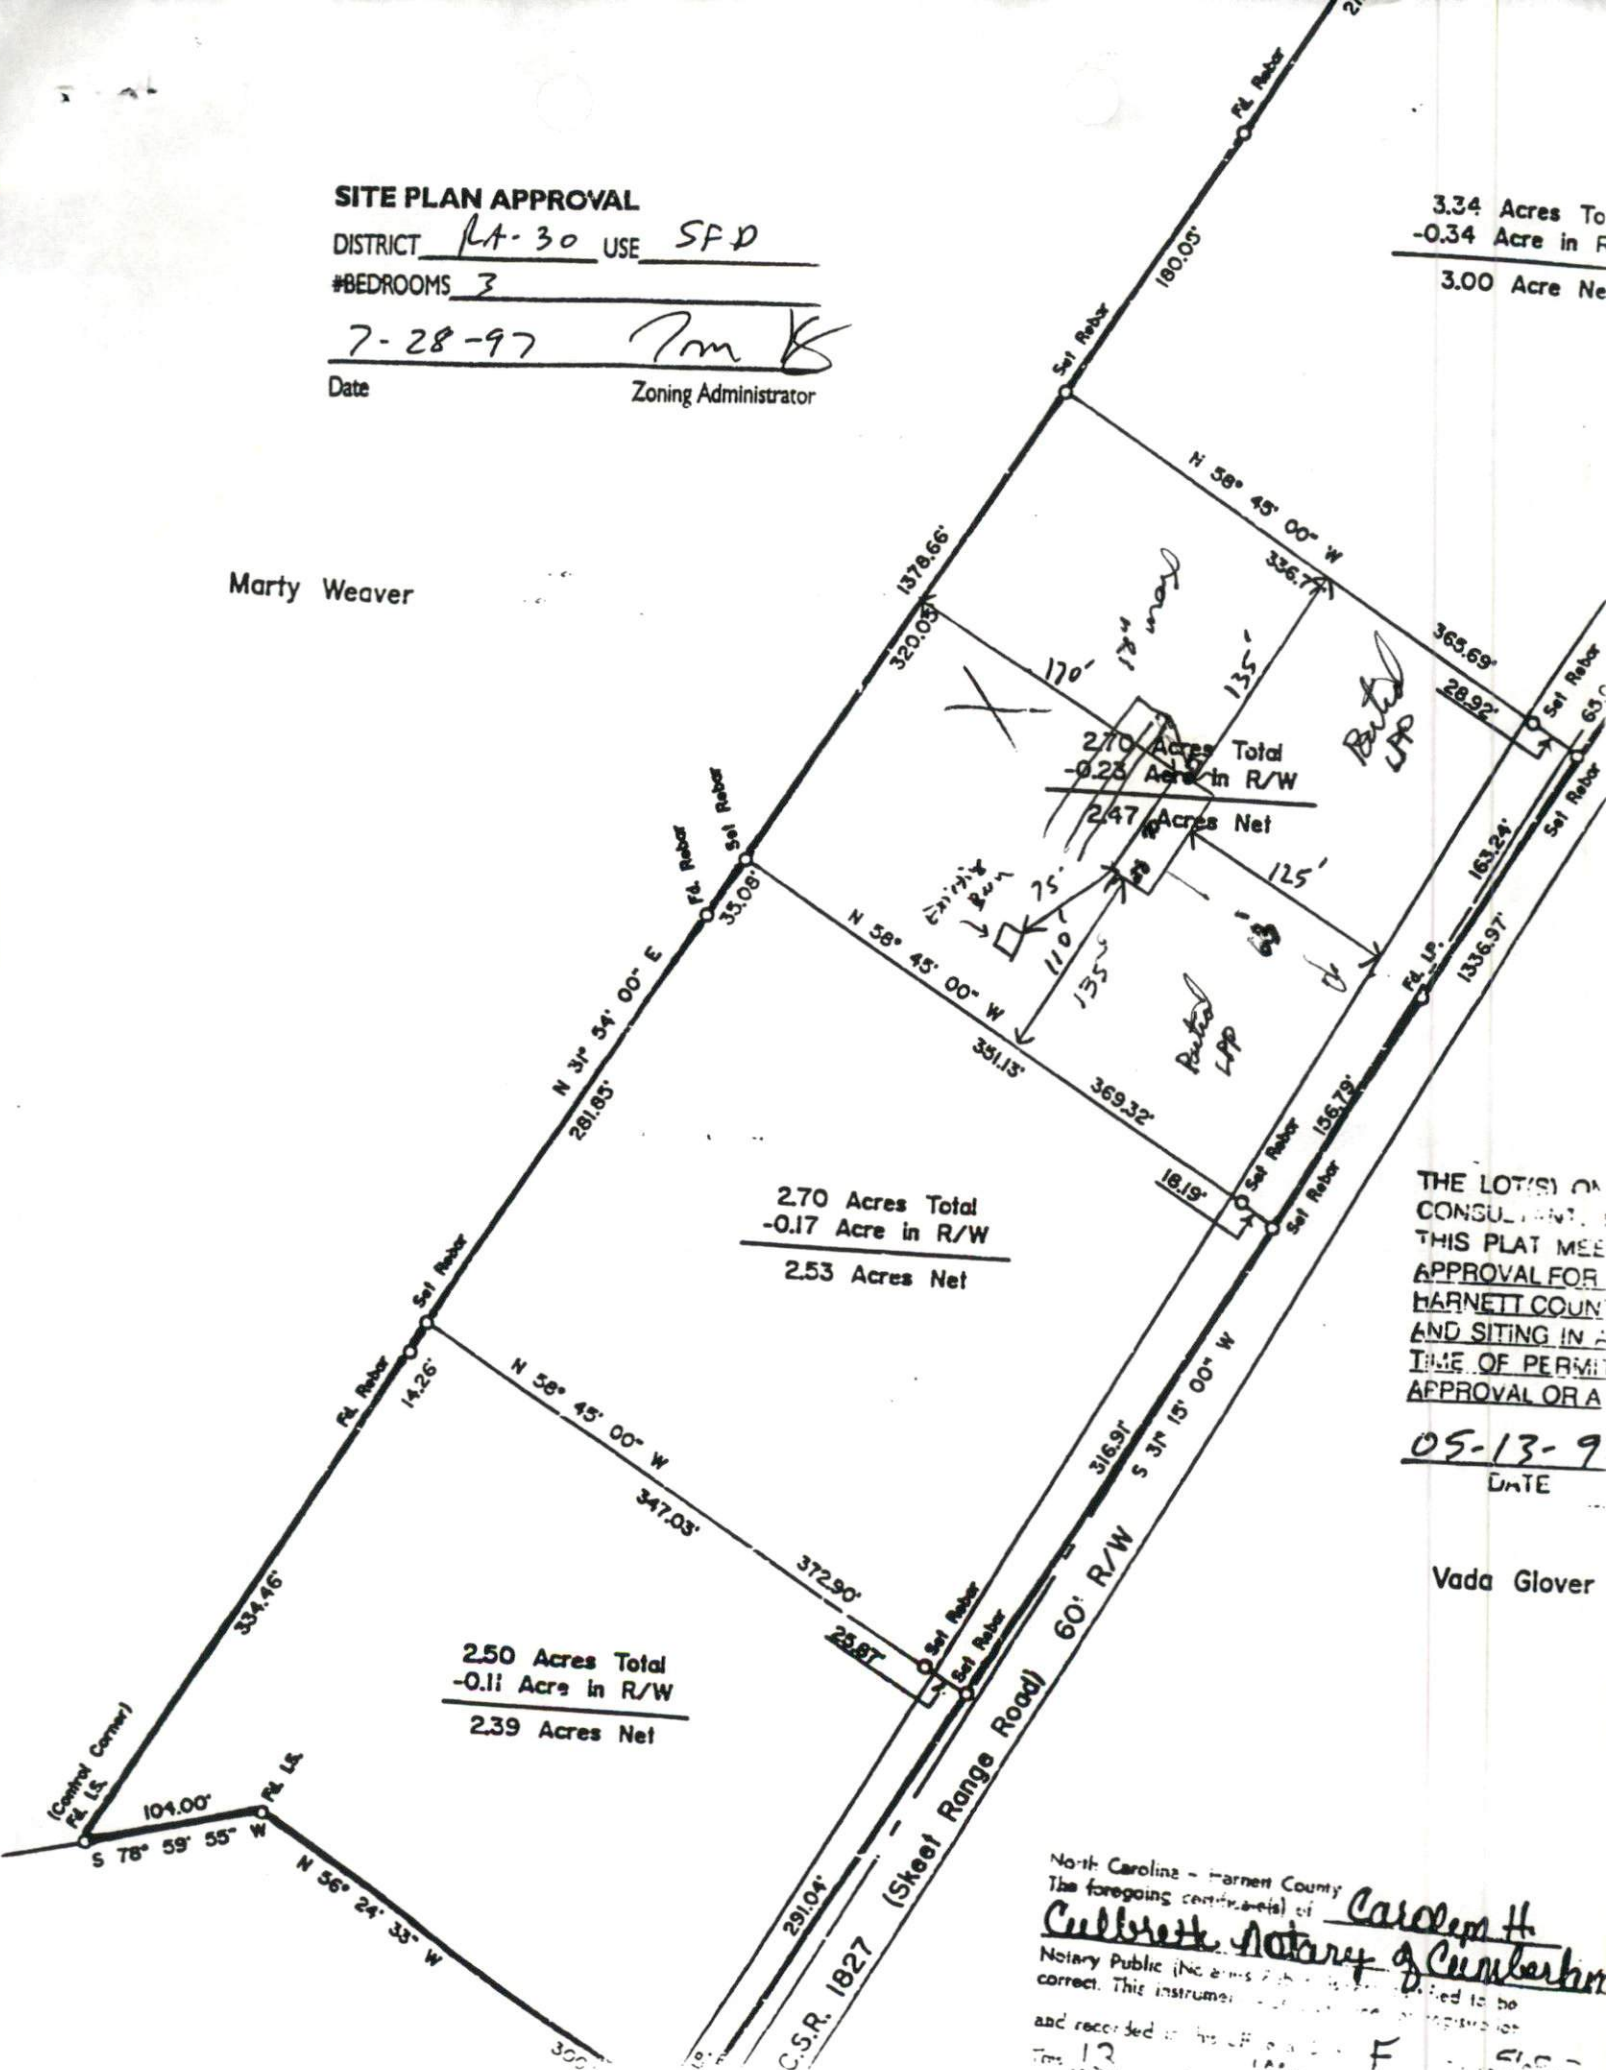 SITE PLAN APPROVAL
DISTRICT RA-30 USE SFD
#BEDROOMS 3
7-28-97
Date Zoning Administrator
Marty Weaver
Fd. Rebar
180.05'
Set Rebar
3.34 Acres To
-0.34 Acre in R
3.00 Acre Ne
N 58° 45' 00" W
336.77'
365.69'
28.92'
Set Rebar
Set Rebar
1378.66'
320.05'
170'
18" max
135'
Partial
LPP
2.70 Acres Total
-0.23 Acre in R/W
2.47 Acres Net
Existing
75'
110'
135'
125'
Partial
LPP
163.24'
1336.97'
Fd. I.P.
Fd. Rebar
Set Rebar
35.08'
N 58° 45' 00" W
351.13'
369.32'
18.19'
Set Rebar
Set Rebar
156.79'
N 31° 54' 00" E
281.85'
2.70 Acres Total
-0.17 Acre in R/W
2.53 Acres Net
THE LOT(S) ON
THIS PLAT MEE
APPROVAL FOR
HARNETT COUN
AND SITING IN A
TIME OF PERMI
APPROVAL OR A
05-13-9
DATE
Set Rebar
Fd. Rebar
14.26'
N 58° 45' 00" W
347.03'
372.90'
25.87'
Set Rebar
Set Rebar
316.91'
S 31° 15' 00" W
Vada Glover
334.46'
2.50 Acres Total
-0.11 Acre in R/W
2.39 Acres Net
(Control Corner)
Fd. I.S.
104.00'
S 78° 59' 55" W
Fd. I.S.
N 56° 24' 33" W
291.04'
S.R. 1827 (Skeet Range Road) 60' R/W
North Carolina - Harnett County
The foregoing certificate(s) of Carolyn H.
Culbreth, Notary of Cumberlan
Notary Public
correct. This
and recorded
13
F